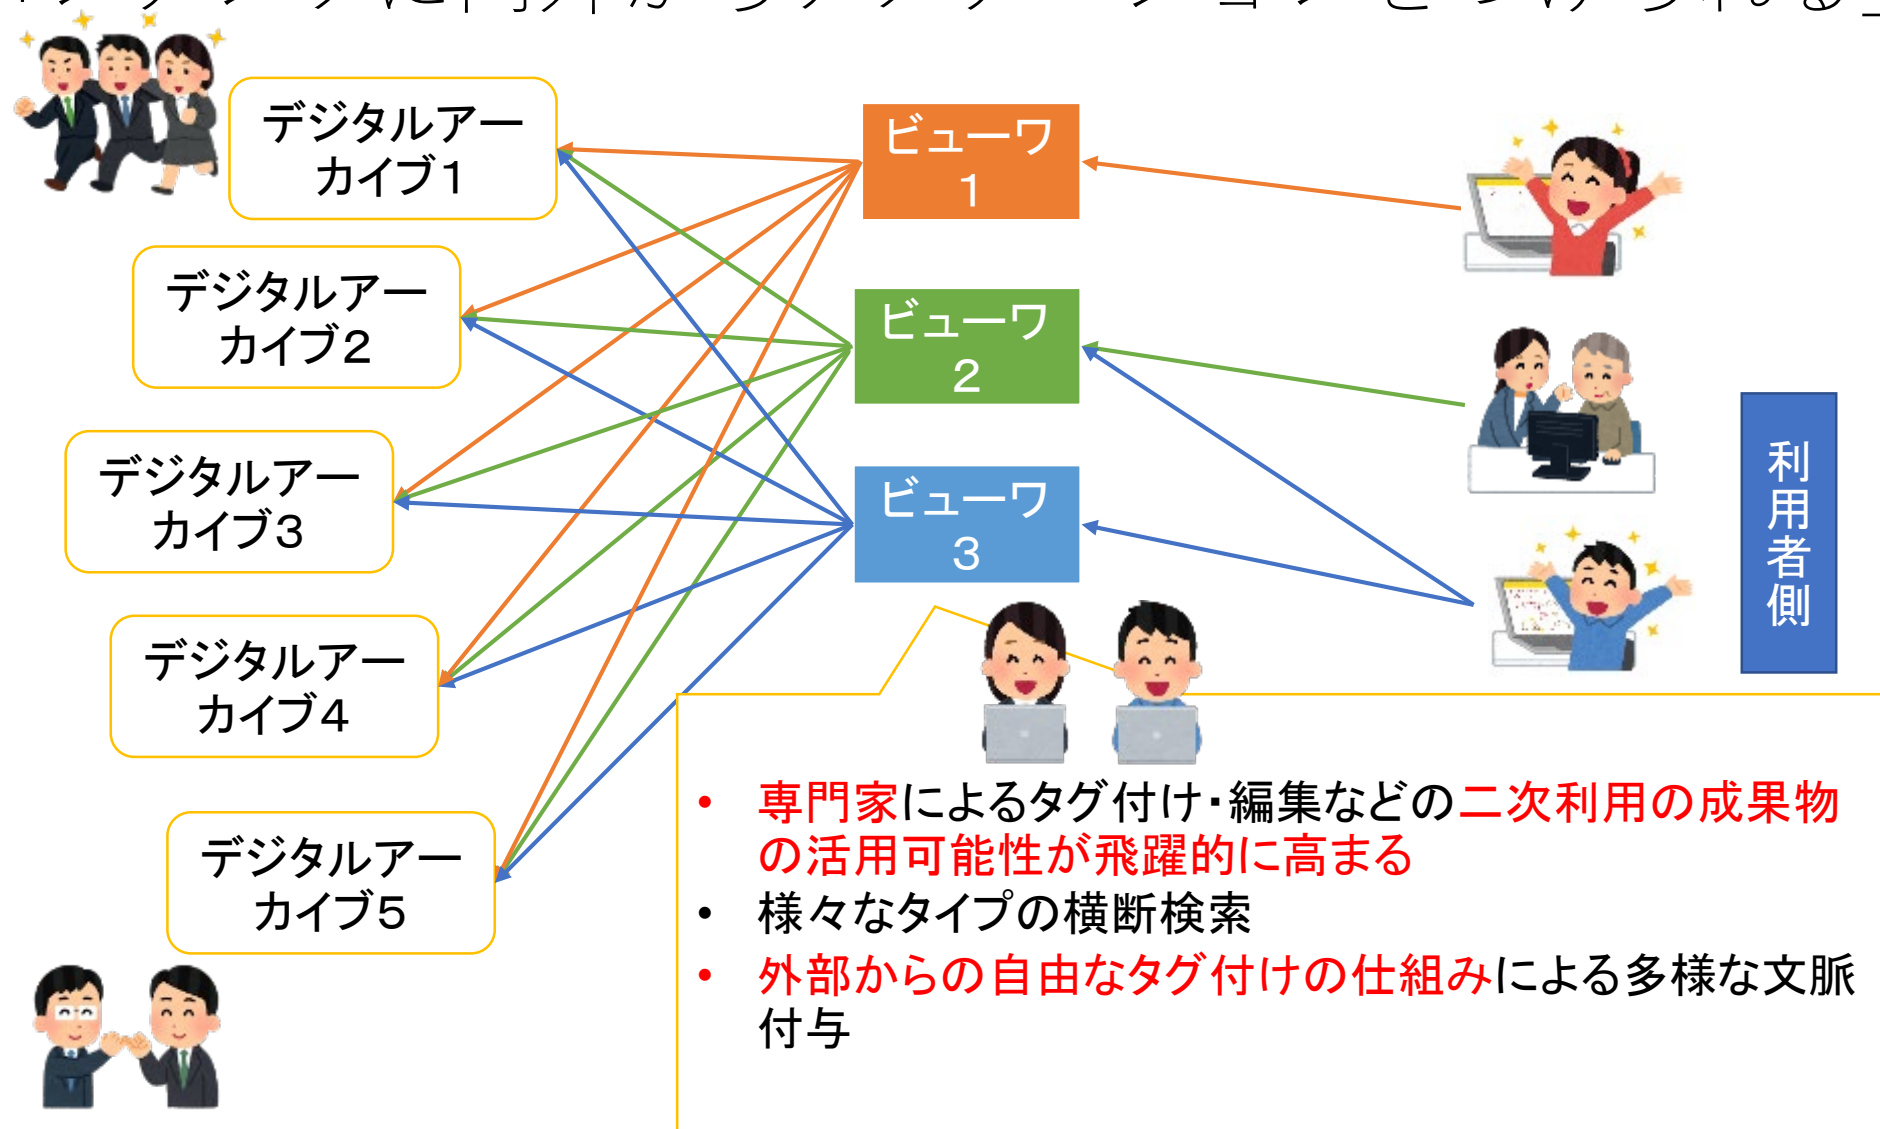 デジタルアー
カイブ1
デジタルアー
カイブ2
デジタルアー
カイブ3
デジタルアー
カイブ4
デジタルアー
カイブ5
ビューワ
1
ビューワ
2
ビューワ
3
利用者側
• 専門家によるタグ付け・編集などの二次利用の成果物
の活用可能性が飛躍的に高まる
• 様々なタイプの横断検索
• 外部からの自由なタグ付けの仕組みによる多様な文脈
付与